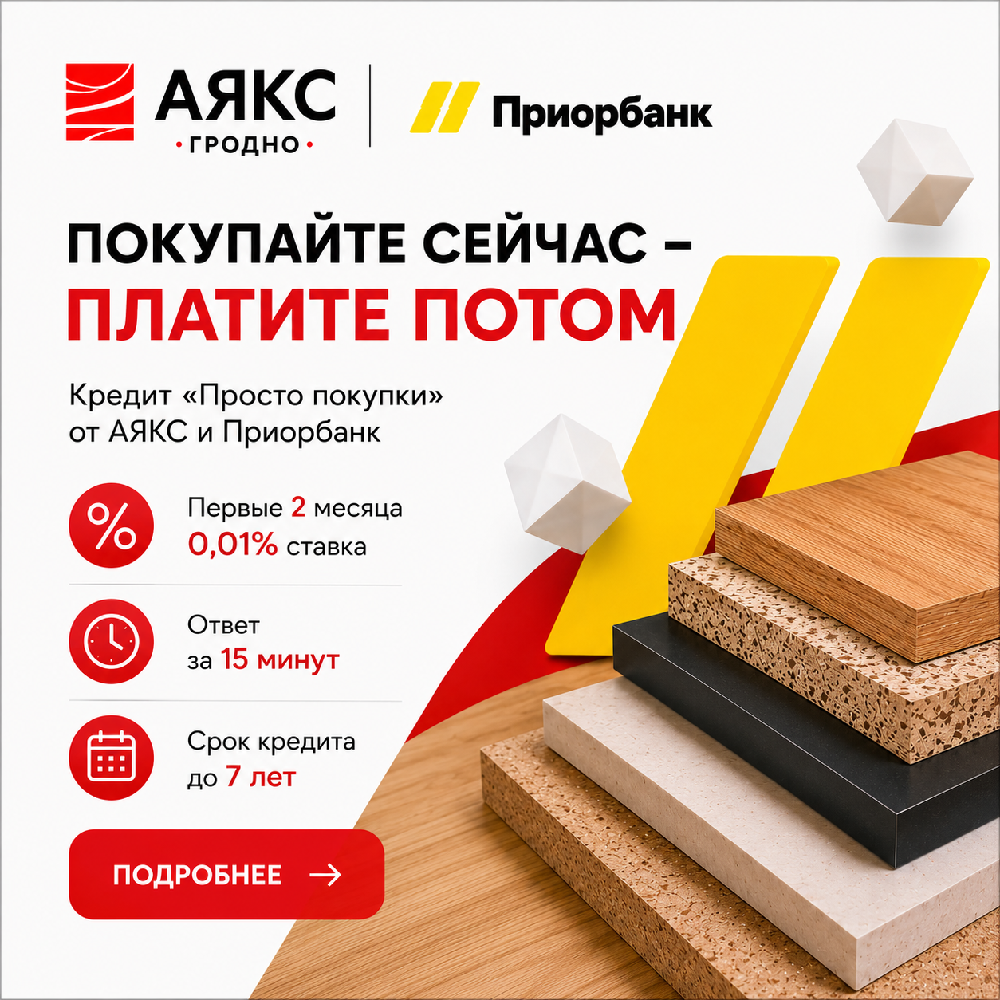 АЯКС
•ГРОДНО•
Приорбанк
ПОКУПАЙТЕ СЕЙЧАС –
ПЛАТИТЕ ПОТОМ
Кредит «Просто покупки»
от АЯКС и Приорбанк
%
Первые 2 месяца
0,01% ставка
Ответ
за 15 минут
Срок кредита
до 7 лет
ПОДРОБНЕЕ →